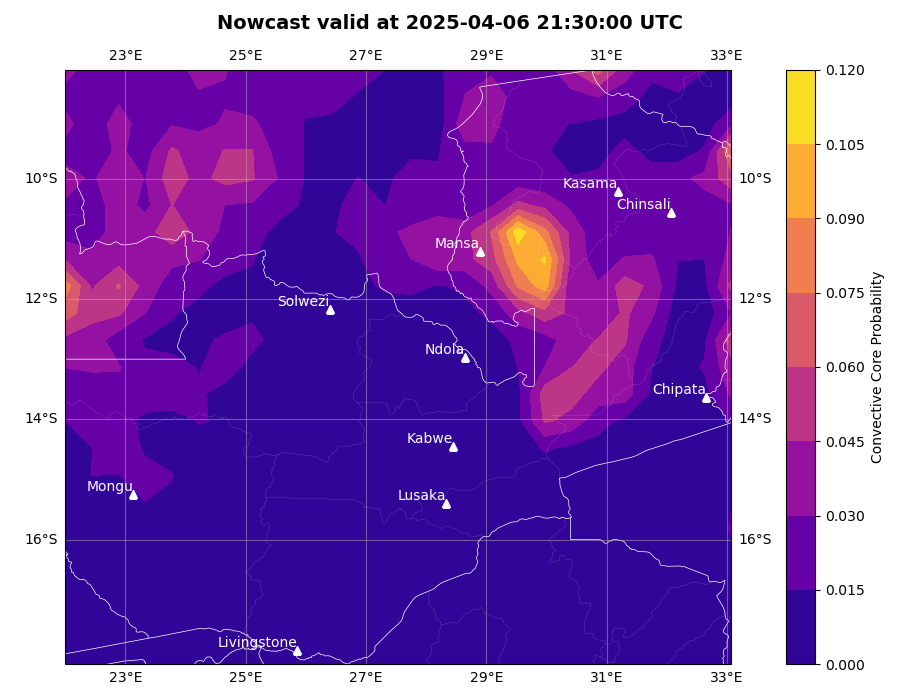 Nowcast valid at 2025-04-06 21:30:00 UTC
23°E 25°E 27°E 29°E 31°E 33°E
0.120
0.105
10°S Kasama 10°S
Chinsali
0.090
Mansa
0.075
12°S Solwezi 12°S
Ndola
0.060
Chipata
14°S 14°S
0.045
Kabwe
Mongu Lusaka
0.030
16°S 16°S
0.015
Livingstone
0.000
23°E 25°E 27°E 29°E 31°E 33°E
Convective Core Probability